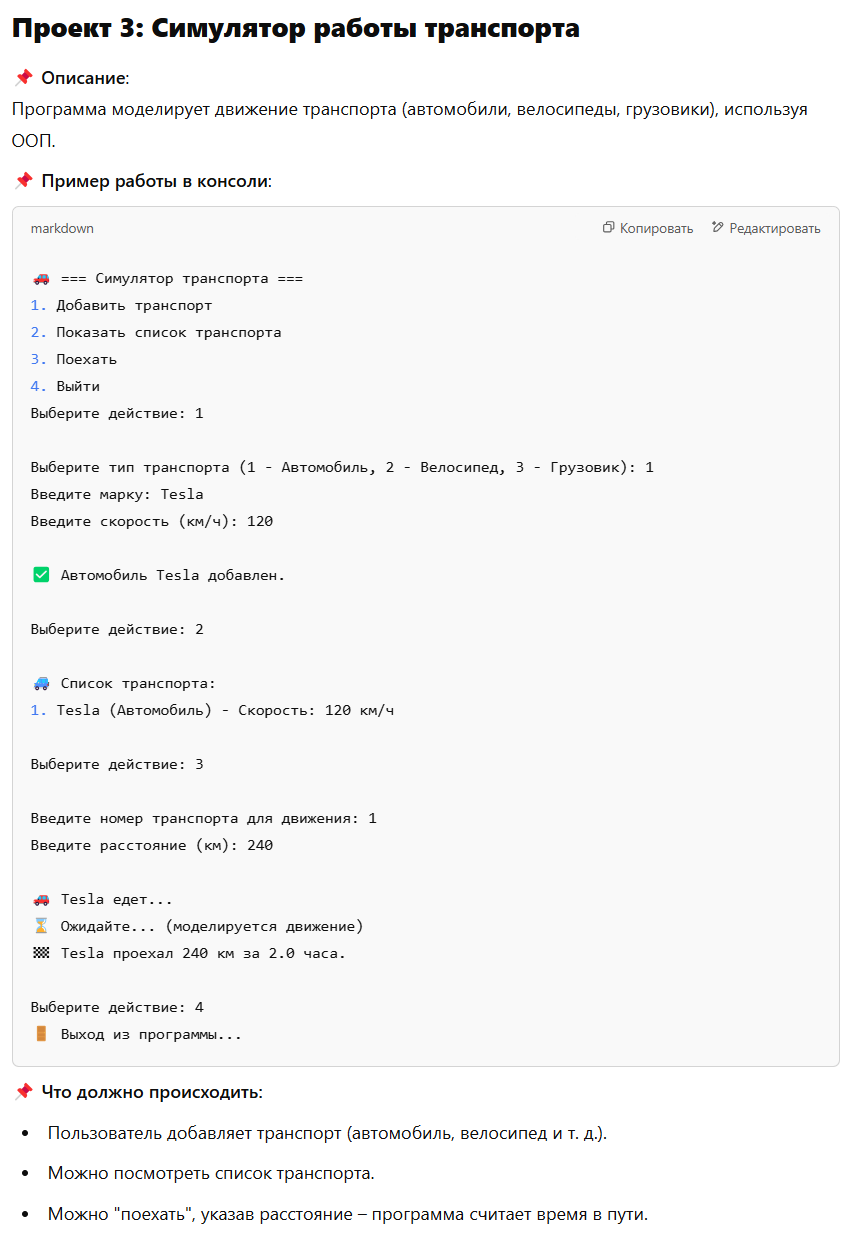 Проект 3: Симулятор работы транспорта
📌 Описание:
Программа моделирует движение транспорта (автомобили, велосипеды, грузовики), используя
ООП.
📌 Пример работы в консоли:
markdown
Копировать
Редактировать
🚗 === Симулятор транспорта ===
1. Добавить транспорт
2. Показать список транспорта
3. Поехать
4. Выйти
Выберите действие: 1
Выберите тип транспорта (1 - Автомобиль, 2 - Велосипед, 3 - Грузовик): 1
Введите марку: Tesla
Введите скорость (км/ч): 120
✅ Автомобиль Tesla добавлен.
Выберите действие: 2
🚙 Список транспорта:
1. Tesla (Автомобиль) - Скорость: 120 км/ч
Выберите действие: 3
Введите номер транспорта для движения: 1
Введите расстояние (км): 240
🚗 Tesla едет...
⏳ Ожидайте... (моделируется движение)
🏁 Tesla проехал 240 км за 2.0 часа.
Выберите действие: 4
🚪 Выход из программы...
📌 Что должно происходить:
• Пользователь добавляет транспорт (автомобиль, велосипед и т. д.).
• Можно посмотреть список транспорта.
• Можно "поехать", указав расстояние – программа считает время в пути.